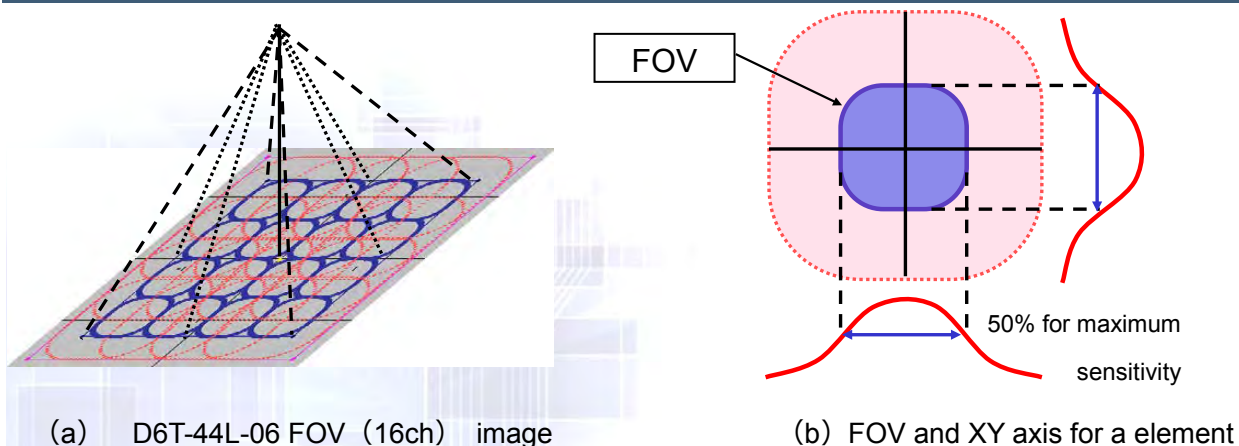 FOV
50% for maximum
sensitivity
（a） D6T-44L-06 FOV（16ch） image
（b）FOV and XY axis for a element